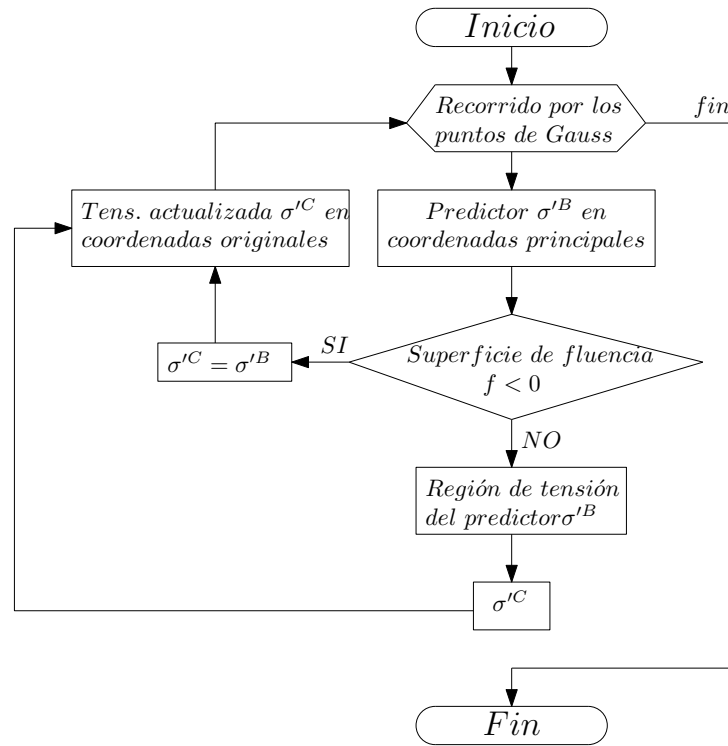 Inicio
Recorrido por los
puntos de Gauss
fin
Tens. actualizada σ′ᶜ en
coordenadas originales
Predictor σ′ᴮ en
coordenadas principales
Superficie de fluencia
f < 0
SI
σ′ᶜ = σ′ᴮ
NO
Región de tensión
del predictorσ′ᴮ
σ′ᶜ
Fin